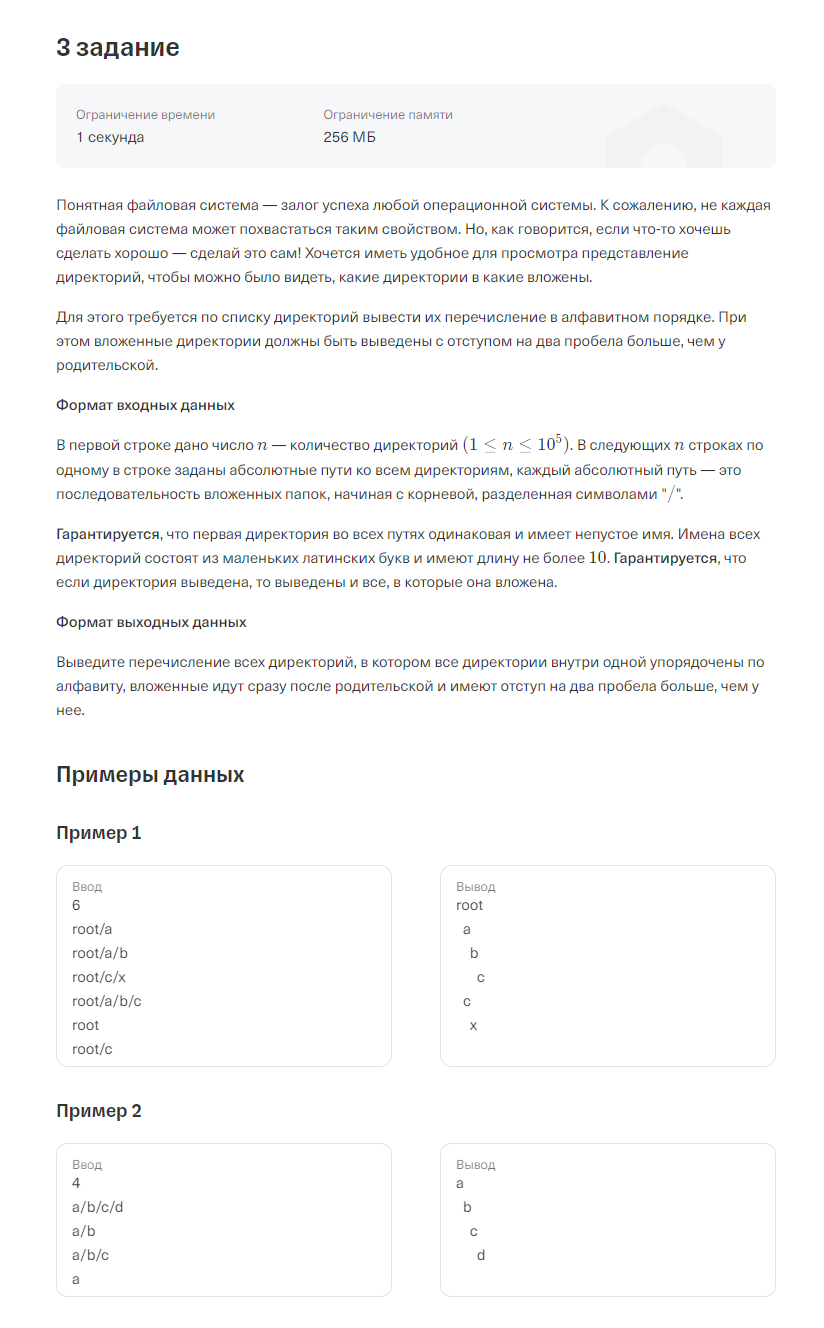 3 задание
Ограничение времени
1 секунда
Ограничение памяти
256 МБ
Понятная файловая система — залог успеха любой операционной системы. К сожалению, не каждая
файловая система может похвастаться таким свойством. Но, как говорится, если что-то хочешь
сделать хорошо — сделай это сам! Хочется иметь удобное для просмотра представление
директорий, чтобы можно было видеть, какие директории в какие вложены.
Для этого требуется по списку директорий вывести их перечисление в алфавитном порядке. При
этом вложенные директории должны быть выведены с отступом на два пробела больше, чем у
родительской.
Формат входных данных
В первой строке дано число n — количество директорий (1 ≤ n ≤ 10⁵). В следующих n строках по
одному в строке заданы абсолютные пути ко всем директориям, каждый абсолютный путь — это
последовательность вложенных папок, начиная с корневой, разделенная символами "/".
Гарантируется, что первая директория во всех путях одинаковая и имеет непустое имя. Имена всех
директорий состоят из маленьких латинских букв и имеют длину не более 10. Гарантируется, что
если директория выведена, то выведены и все, в которые она вложена.
Формат выходных данных
Выведите перечисление всех директорий, в котором все директории внутри одной упорядочены по
алфавиту, вложенные идут сразу после родительской и имеют отступ на два пробела больше, чем у
нее.
Примеры данных
Пример 1
Ввод
6
root/a
root/a/b
root/c/x
root/a/b/c
root
root/c
Вывод
root
  a
    b
      c
  c
    x
Пример 2
Ввод
4
a/b/c/d
a/b
a/b/c
a
Вывод
a
  b
    c
      d